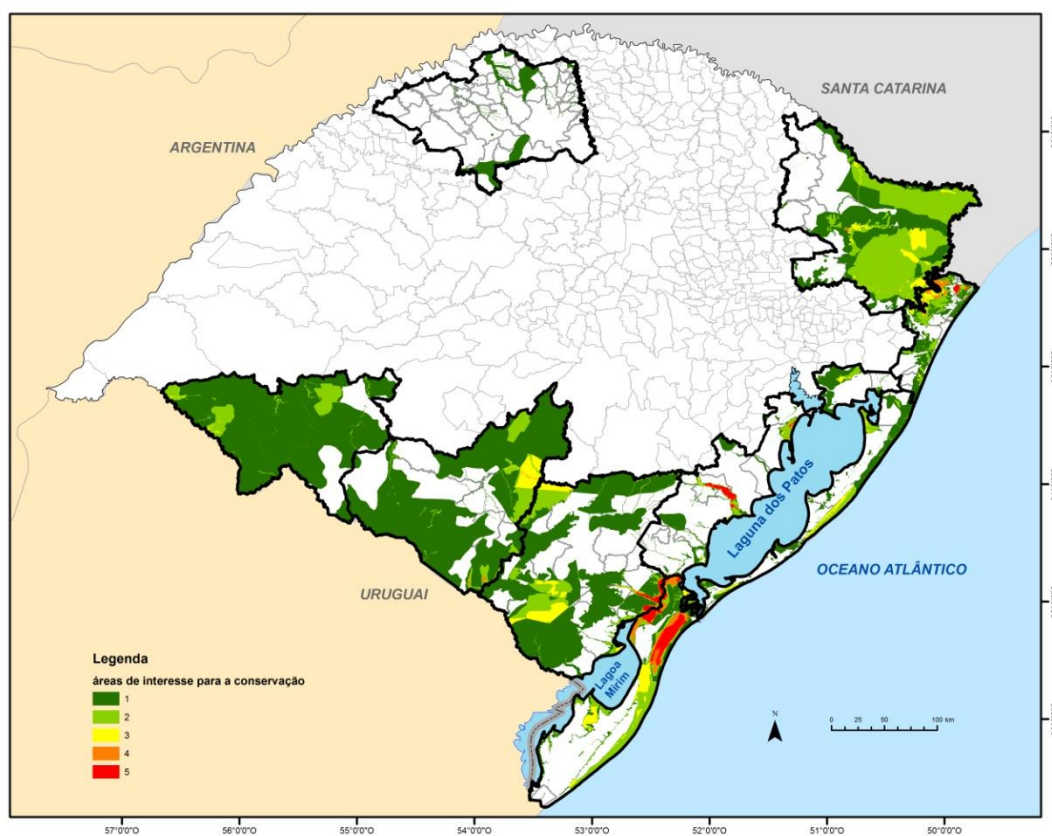 SANTA CATARINA
ARGENTINA
Laguna dos Patos
OCEANO ATLÂNTICO
URUGUAI
Lagoa
Mirim
Legenda
áreas de interesse para a conservação
1
2
3
4
5
N
0 25 50 100 km
57°0'0"O 56°0'0"O 55°0'0"O 54°0'0"O 53°0'0"O 52°0'0"O 51°0'0"O 50°0'0"O